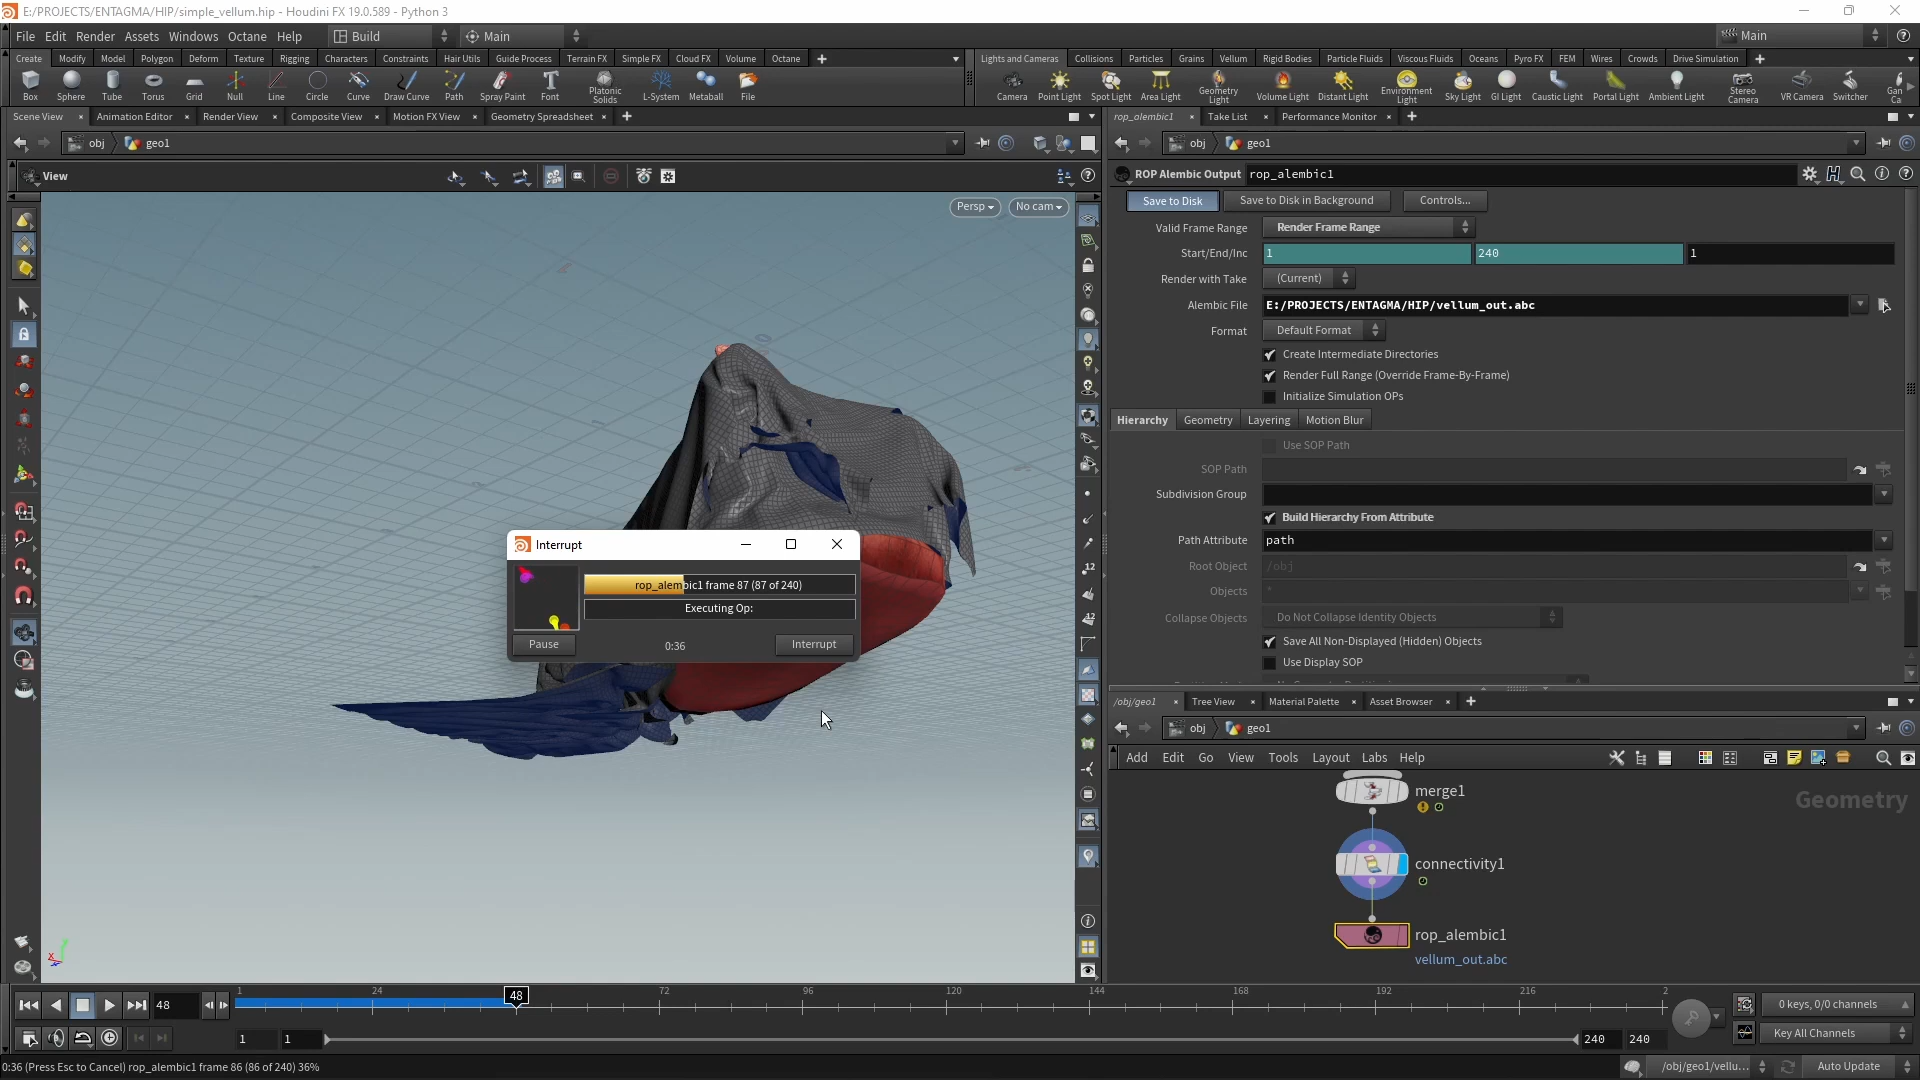 E:/PROJECTS/ENTAGMA/HIP/simple_vellum.hip - Houdini FX 19.0.589 - Python 3
File Edit Render Assets Windows Octane Help Build Main Main
Create Modify Model Polygon Deform Texture Rigging Characters Constraints Hair Utils Guide Process Terrain FX Simple FX Cloud FX Volume Octane
Lights and Cameras Collisions Particles Grains Vellum Rigid Bodies Particle Fluids Viscous Fluids Oceans Pyro FX FEM Wires Crowds Drive Simulation
Box Sphere Tube Torus Grid Null Line Circle Curve Draw Curve Path Spray Paint Font Platonic Solids L-System Metaball File
Camera Point Light Spot Light Area Light Geometry Light Volume Light Distant Light Environment Light Sky Light GI Light Caustic Light Portal Light Ambient Light Stereo Camera VR Camera Switcher
Scene View Animation Editor Render View Composite View Motion FX View Geometry Spreadsheet
rop_alembic1 Take List Performance Monitor
obj geo1
obj geo1
View
Persp No cam
ROP Alembic Output rop_alembic1
Save to Disk Save to Disk in Background Controls...
Valid Frame Range Render Frame Range
Start/End/Inc 1 240 1
Render with Take (Current)
Alembic File E:/PROJECTS/ENTAGMA/HIP/vellum_out.abc
Format Default Format
Create Intermediate Directories
Render Full Range (Override Frame-By-Frame)
Initialize Simulation OPs
Hierarchy Geometry Layering Motion Blur
Use SOP Path
SOP Path
Subdivision Group
Build Hierarchy From Attribute
Path Attribute path
Root Object /obj
Objects *
Collapse Objects Do Not Collapse Identity Objects
Save All Non-Displayed (Hidden) Objects
Use Display SOP
Interrupt
rop_alembic1 frame 87 (87 of 240)
Executing Op:
Pause 0:36 Interrupt
/obj/geo1 Tree View Material Palette Asset Browser
obj geo1
Add Edit Go View Tools Layout Labs Help
Geometry
merge1
connectivity1
rop_alembic1
vellum_out.abc
48
1 24 48 72 96 120 144 168 192 216 2
0 keys, 0/0 channels
1 1 240 240
Key All Channels
0:36 (Press Esc to Cancel) rop_alembic1 frame 86 (86 of 240) 36%
/obj/geo1/vellu... Auto Update